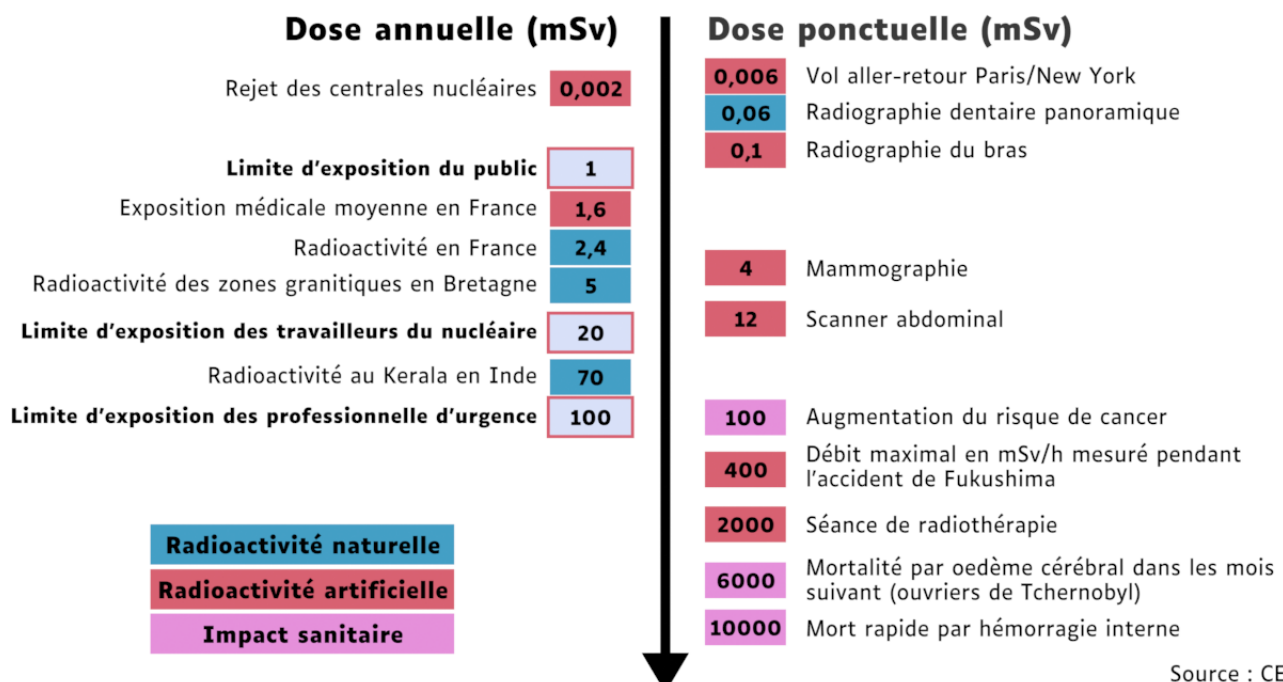 Dose annuelle (mSv)
Rejet des centrales nucléaires 0,002
Limite d'exposition du public 1
Exposition médicale moyenne en France 1,6
Radioactivité en France 2,4
Radioactivité des zones granitiques en Bretagne 5
Limite d'exposition des travailleurs du nucléaire 20
Radioactivité au Kerala en Inde 70
Limite d'exposition des professionnelle d'urgence 100
Radioactivité naturelle
Radioactivité artificielle
Impact sanitaire
Dose ponctuelle (mSv)
0,006 Vol aller-retour Paris/New York
0,06 Radiographie dentaire panoramique
0,1 Radiographie du bras
4 Mammographie
12 Scanner abdominal
100 Augmentation du risque de cancer
400 Débit maximal en mSv/h mesuré pendant
l'accident de Fukushima
2000 Séance de radiothérapie
6000 Mortalité par oedème cérébral dans les mois
suivant (ouvriers de Tchernobyl)
10000 Mort rapide par hémorragie interne
Source : CE